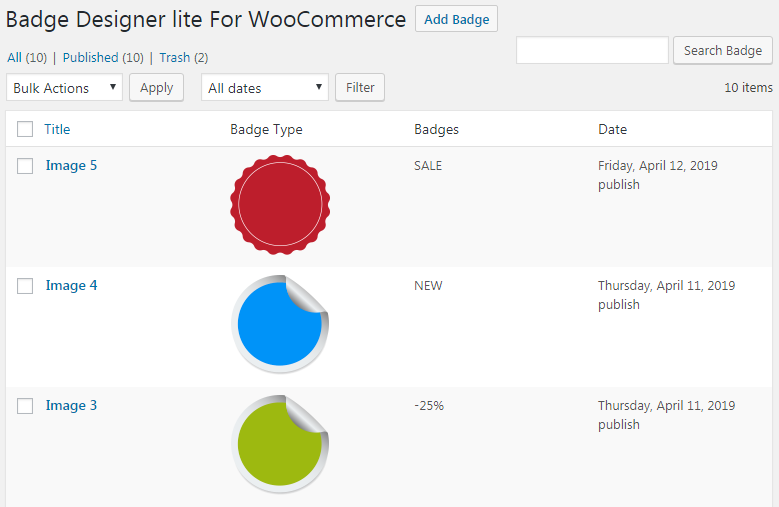 Badge Designer lite For WooCommerce Add Badge
All (10) | Published (10) | Trash (2)
Search Badge
Bulk Actions Apply All dates Filter 10 items
Title Badge Type Badges Date
Image 5 SALE Friday, April 12, 2019
publish
Image 4 NEW Thursday, April 11, 2019
publish
Image 3 -25% Thursday, April 11, 2019
publish